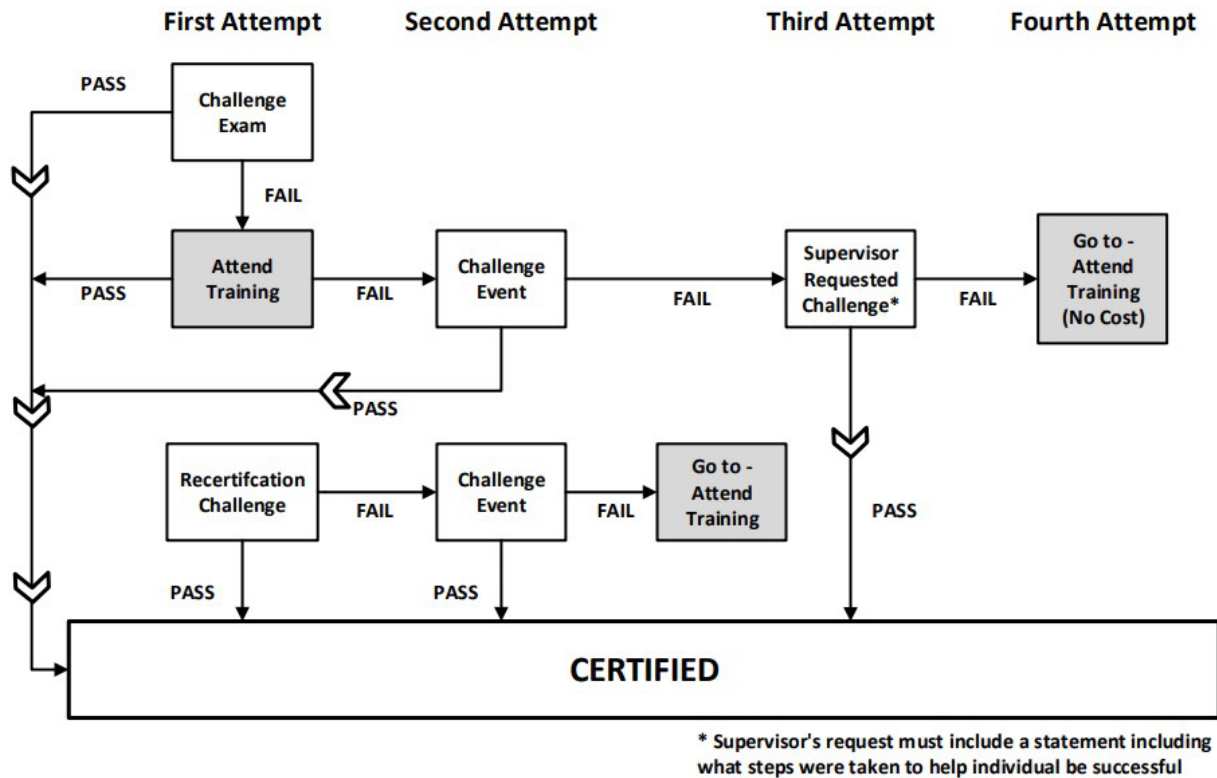 First Attempt
Second Attempt
Third Attempt
Fourth Attempt
PASS
Challenge
Exam
FAIL
Attend
Training
PASS
FAIL
Challenge
Event
FAIL
Supervisor
Requested
Challenge*
FAIL
Go to -
Attend
Training
(No Cost)
PASS
Recertifcation
Challenge
FAIL
Challenge
Event
FAIL
Go to -
Attend
Training
PASS
PASS
PASS
CERTIFIED
* Supervisor's request must include a statement including
what steps were taken to help individual be successful